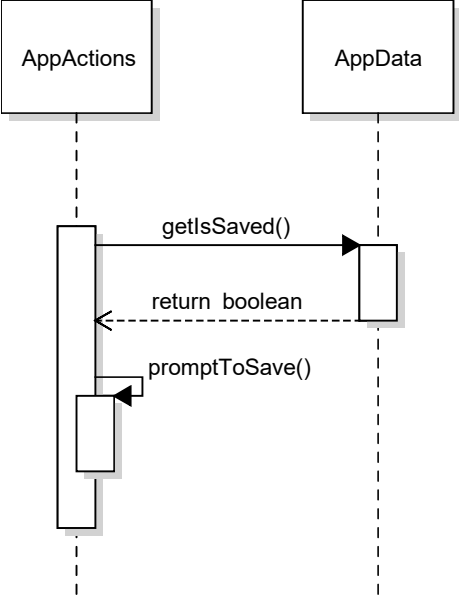 AppActions
AppData
getIsSaved()
return boolean
promptToSave()